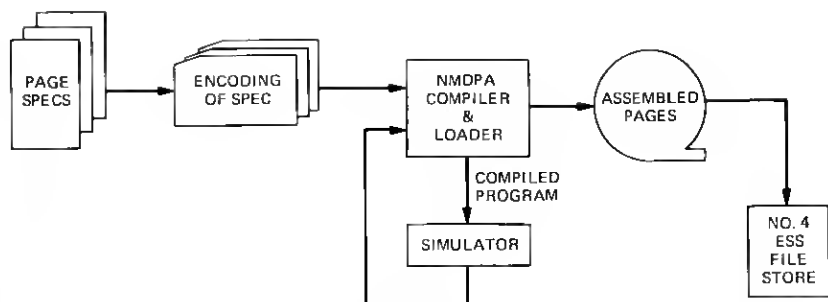 PAGE
SPECS
ENCODING
OF SPEC
NMDPA
COMPILER
&
LOADER
ASSEMBLED
PAGES
COMPILED
PROGRAM
SIMULATOR
NO. 4
ESS
FILE
STORE